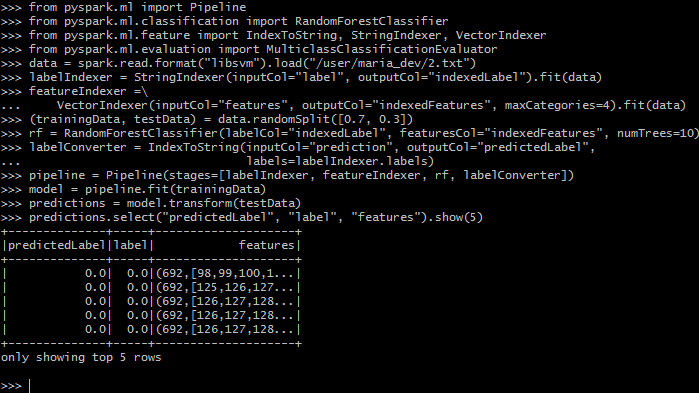 >>> from pyspark.ml import Pipeline
>>> from pyspark.ml.classification import RandomForestClassifier
>>> from pyspark.ml.feature import IndexToString, StringIndexer, VectorIndexer
>>> from pyspark.ml.evaluation import MulticlassClassificationEvaluator
>>> data = spark.read.format("libsvm").load("/user/maria_dev/2.txt")
>>> labelIndexer = StringIndexer(inputCol="label", outputCol="indexedLabel").fit(data)
>>> featureIndexer =\
...     VectorIndexer(inputCol="features", outputCol="indexedFeatures", maxCategories=4).fit(data)
>>> (trainingData, testData) = data.randomSplit([0.7, 0.3])
>>> rf = RandomForestClassifier(labelCol="indexedLabel", featuresCol="indexedFeatures", numTrees=10)
>>> labelConverter = IndexToString(inputCol="prediction", outputCol="predictedLabel",
...                                labels=labelIndexer.labels)
>>> pipeline = Pipeline(stages=[labelIndexer, featureIndexer, rf, labelConverter])
>>> model = pipeline.fit(trainingData)
>>> predictions = model.transform(testData)
>>> predictions.select("predictedLabel", "label", "features").show(5)
+--------------+-----+--------------------+
|predictedLabel|label|            features|
+--------------+-----+--------------------+
|           0.0|  0.0|(692,[98,99,100,1...|
|           0.0|  0.0|(692,[125,126,127...|
|           0.0|  0.0|(692,[126,127,128...|
|           0.0|  0.0|(692,[126,127,128...|
|           0.0|  0.0|(692,[126,127,128...|
+--------------+-----+--------------------+
only showing top 5 rows
>>>